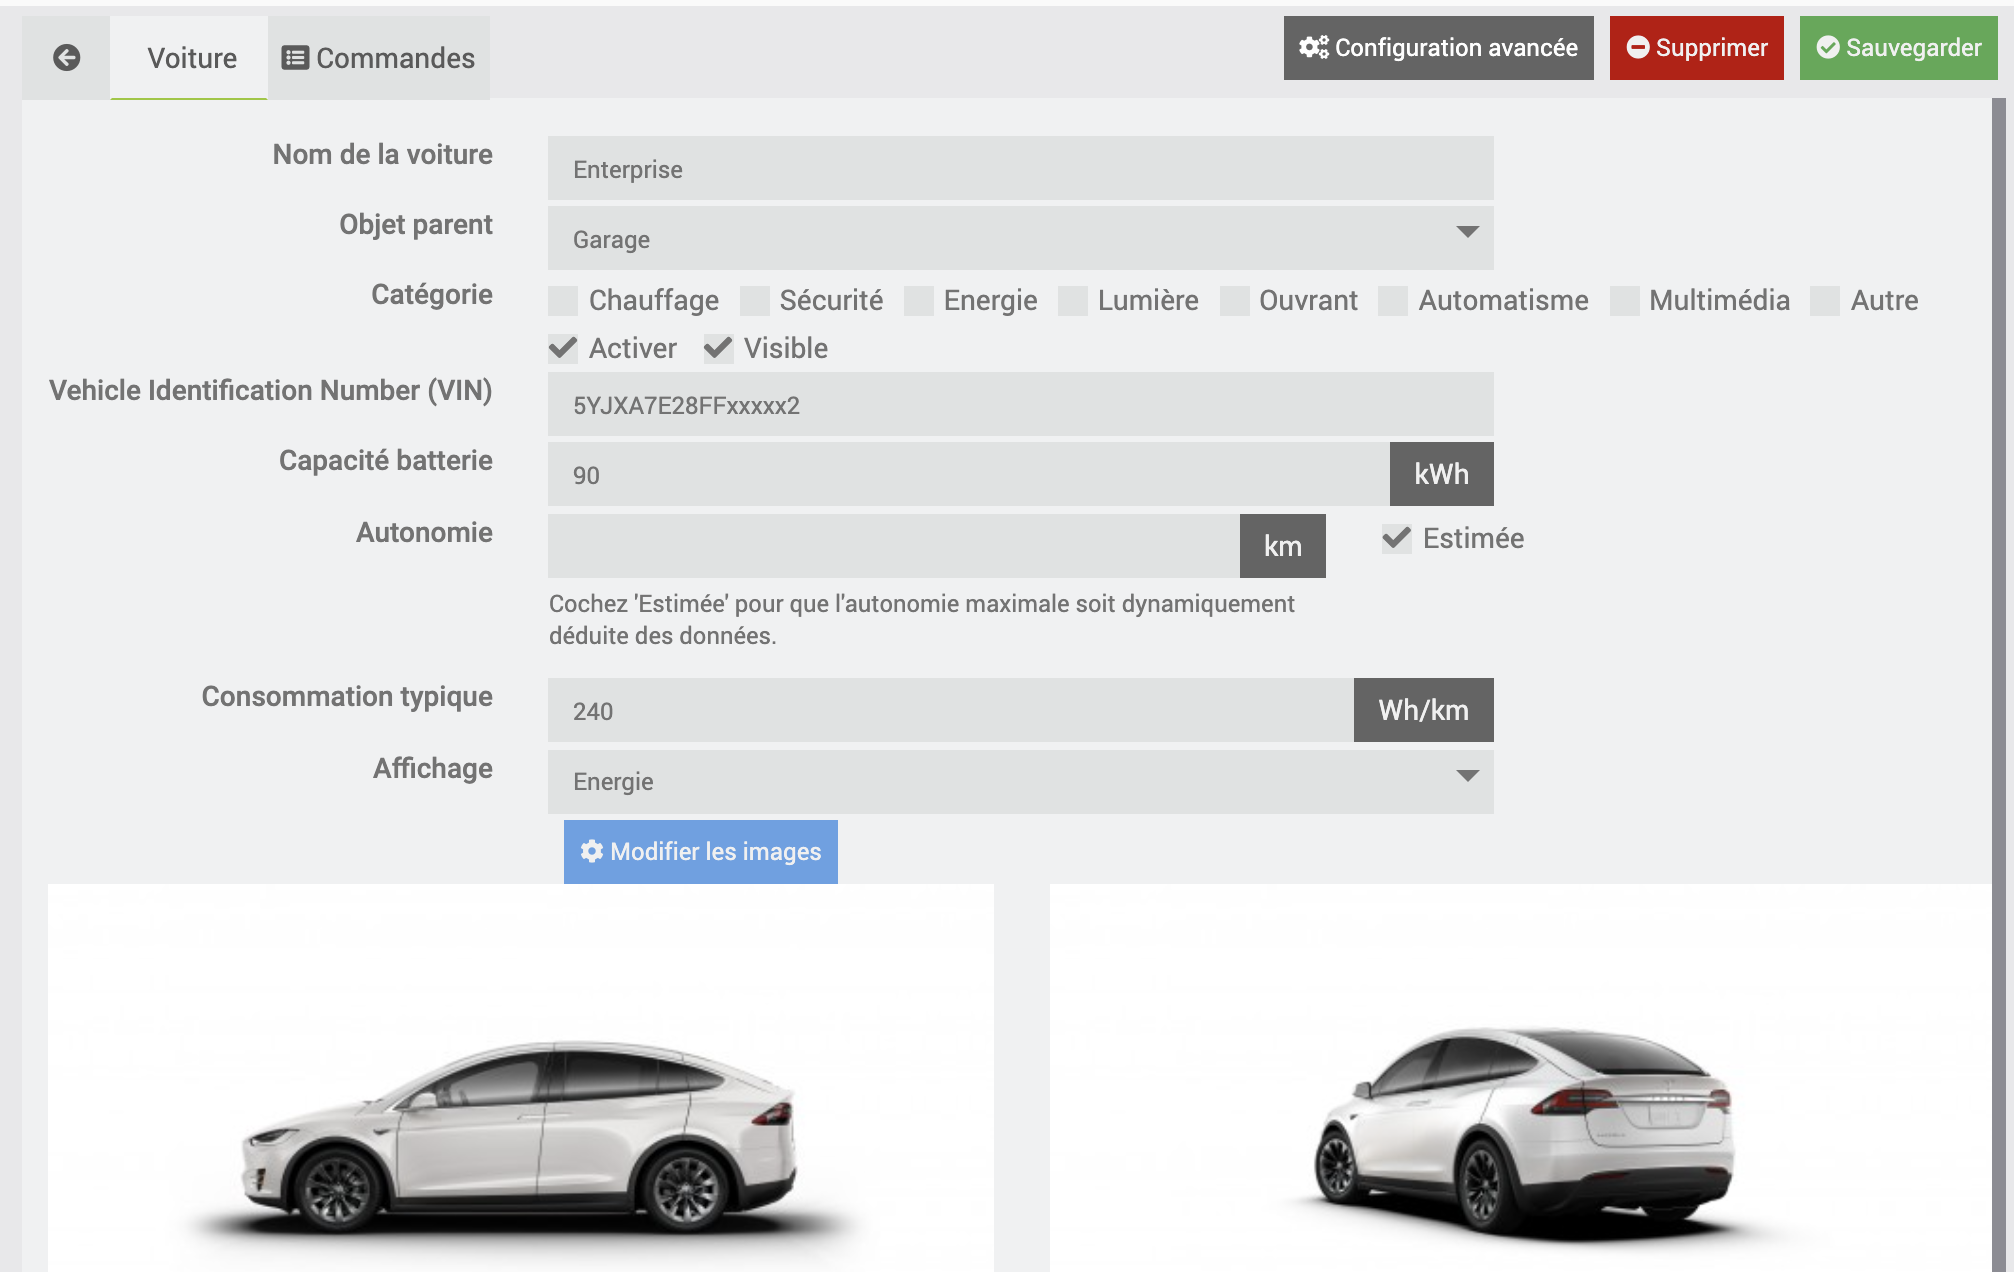 Voiture
Commandes
Configuration avancée
Supprimer
Sauvegarder
Nom de la voiture
Enterprise
Objet parent
Garage
Catégorie
Chauffage Sécurité Energie Lumière Ouvrant Automatisme Multimédia Autre
Activer Visible
Vehicle Identification Number (VIN)
5YJXA7E28FFxxxxx2
Capacité batterie
90
kWh
Autonomie
km
Estimée
Cochez 'Estimée' pour que l'autonomie maximale soit dynamiquement
déduite des données.
Consommation typique
240
Wh/km
Affichage
Energie
Modifier les images